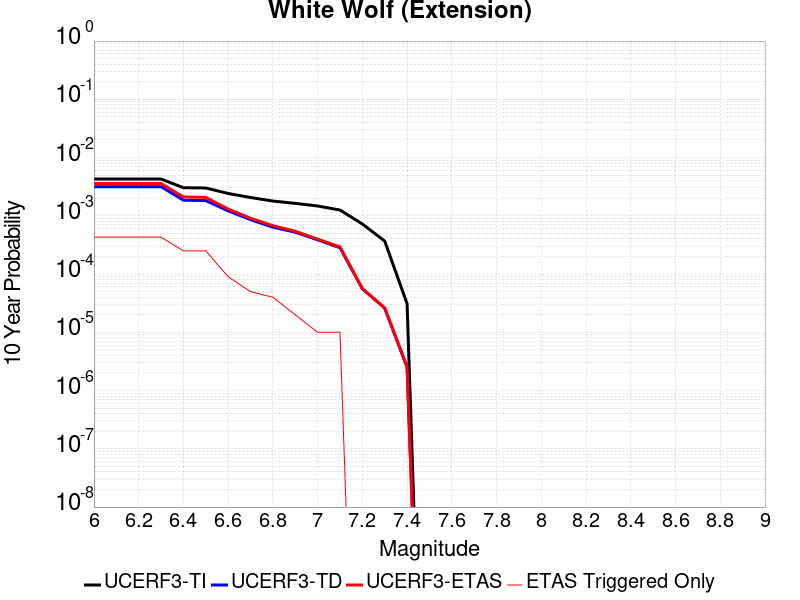 White Wolf (Extension)
10^0
10^-1
10^-2
10^-3
10^-4
10^-5
10^-6
10^-7
10^-8
10 Year Probability
6 6.2 6.4 6.6 6.8 7 7.2 7.4 7.6 7.8 8 8.2 8.4 8.6 8.8 9
Magnitude
UCERF3-TI UCERF3-TD UCERF3-ETAS ETAS Triggered Only